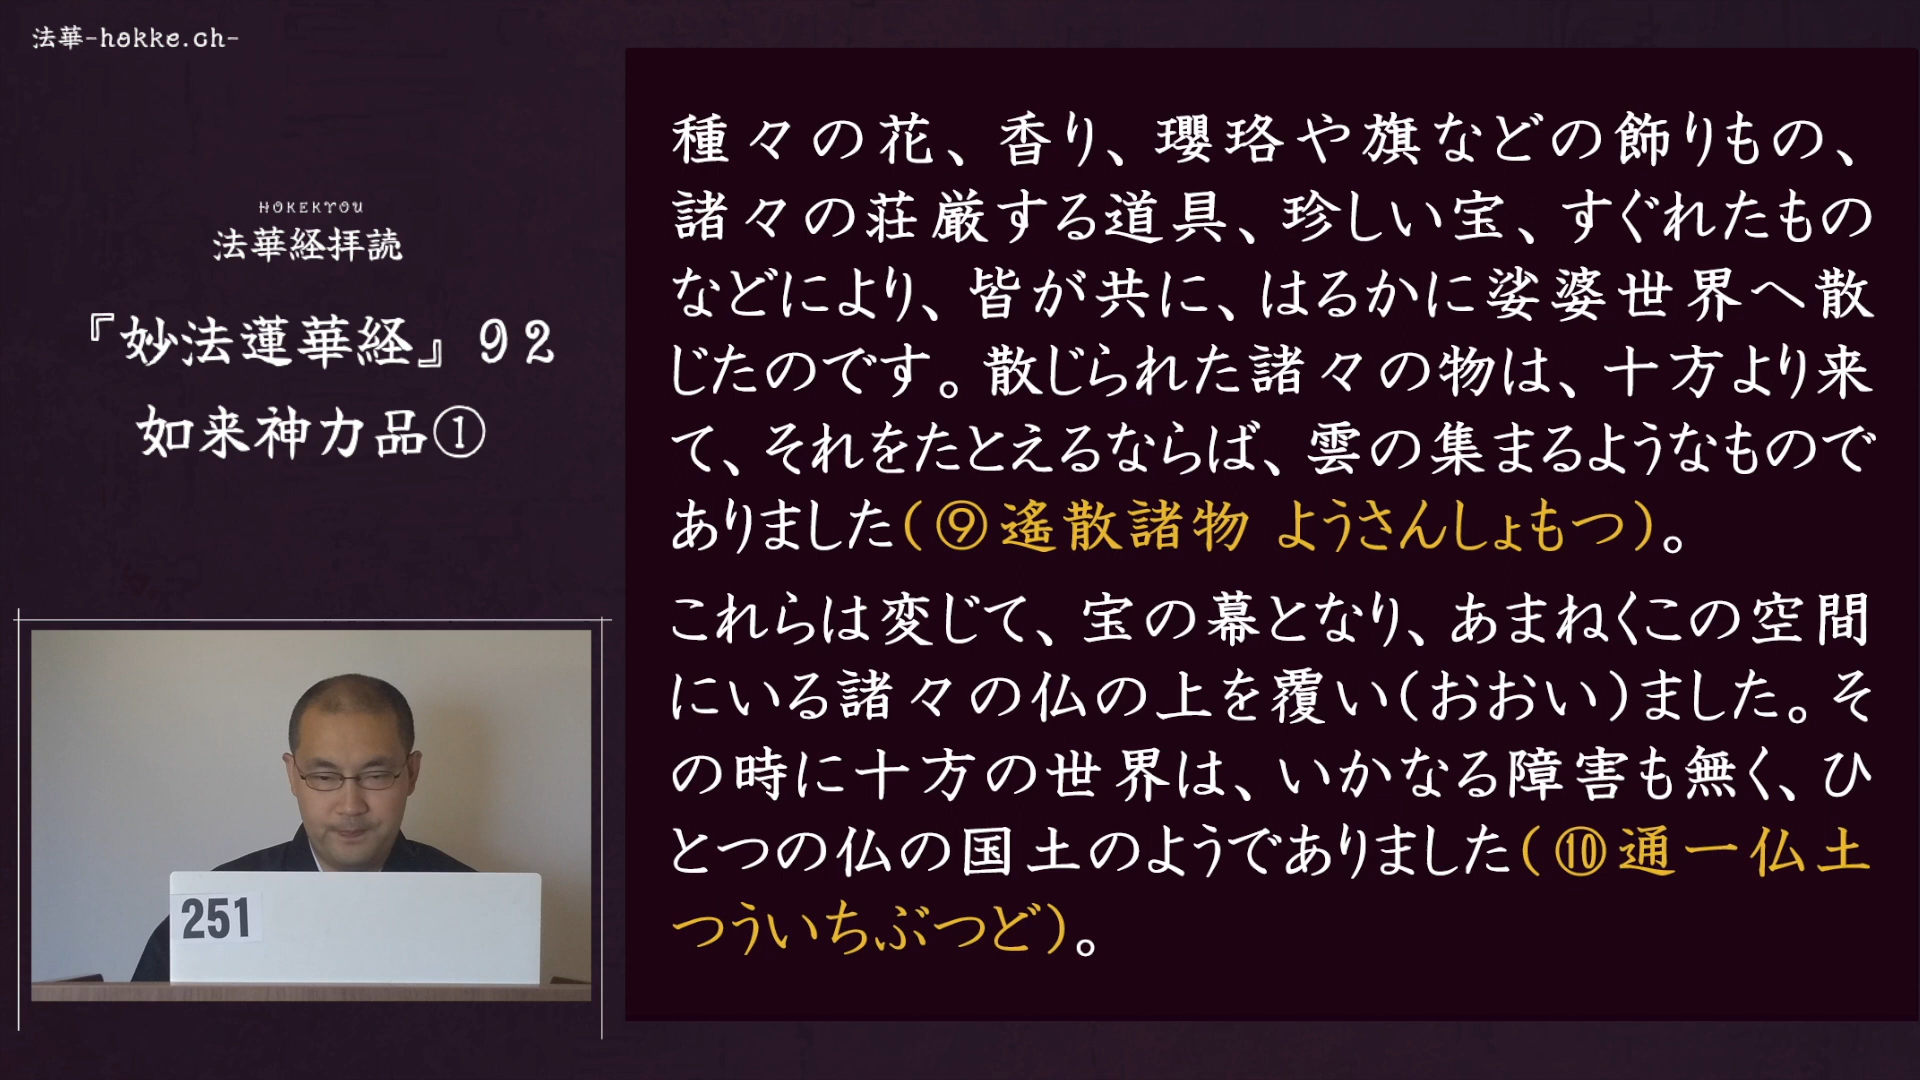 法華-hokke.ch-
HOKEKYOU
法華経拝読
『妙法蓮華経』92
如来神力品①
251
種々の花、香り、瓔珞や旗などの飾りもの、
諸々の荘厳する道具、珍しい宝、すぐれたもの
などにより、皆が共に、はるかに娑婆世界へ散
じたのです。散じられた諸々の物は、十方より来
て、それをたとえるならば、雲の集まるようなもので
ありました(⑨遙散諸物 ようさんしょもつ)。
これらは変じて、宝の幕となり、あまねくこの空間
にいる諸々の仏の上を覆い(おおい)ました。そ
の時に十方の世界は、いかなる障害も無く、ひ
とつの仏の国土のようでありました(⑩通一仏土
つういちぶつど)。